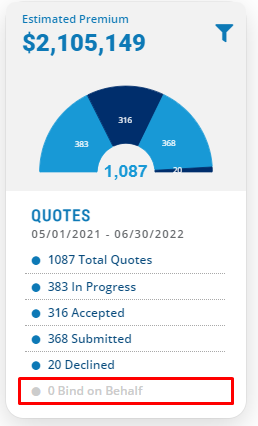 Estimated Premium
$2,105,149
316
383
368
20
1,087
QUOTES
05/01/2021 - 06/30/2022
1087 Total Quotes
383 In Progress
316 Accepted
368 Submitted
20 Declined
0 Bind on Behalf